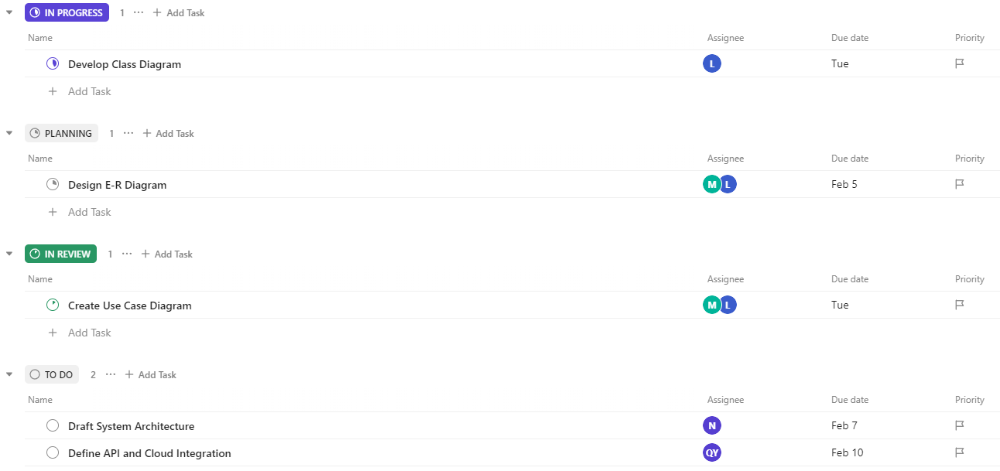 IN PROGRESS 1 ... + Add Task
Name Assignee Due date Priority
Develop Class Diagram L Tue
+ Add Task
PLANNING 1 ... + Add Task
Name Assignee Due date Priority
Design E-R Diagram M L Feb 5
+ Add Task
IN REVIEW 1 ... + Add Task
Name Assignee Due date Priority
Create Use Case Diagram M L Tue
+ Add Task
TO DO 2 ... + Add Task
Name Assignee Due date Priority
Draft System Architecture N Feb 7
Define API and Cloud Integration QY Feb 10